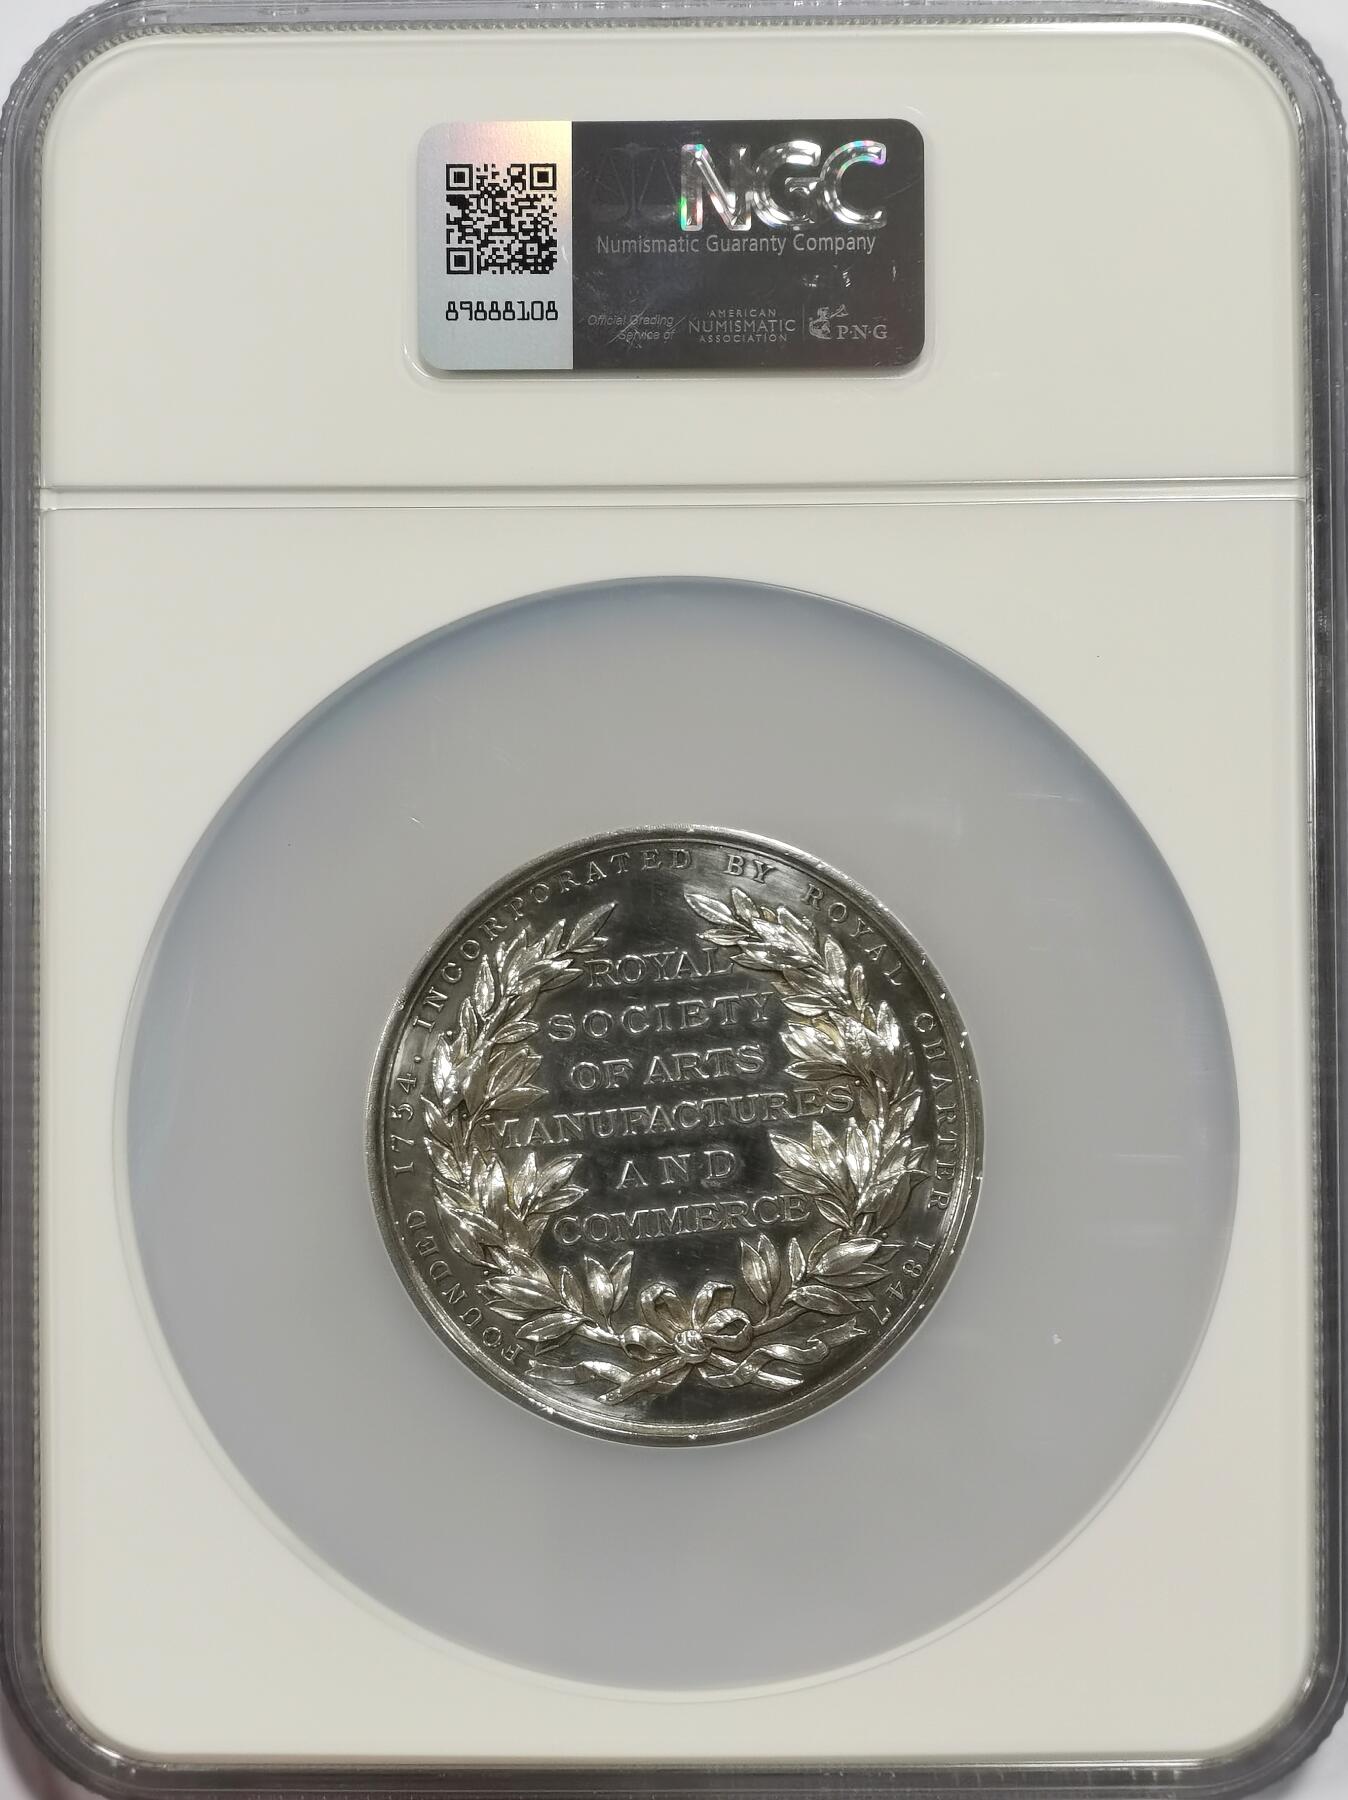 NGC
Numismatic Guaranty Company
89888108
Official Grading
Service of
AMERICAN
NUMISMATIC
ASSOCIATION
P·N·G
FOUNDED 1754. INCORPORATED BY ROYAL CHARTER 1847
ROYAL
SOCIETY
OF ARTS
MANUFACTURES
AND
COMMERCE